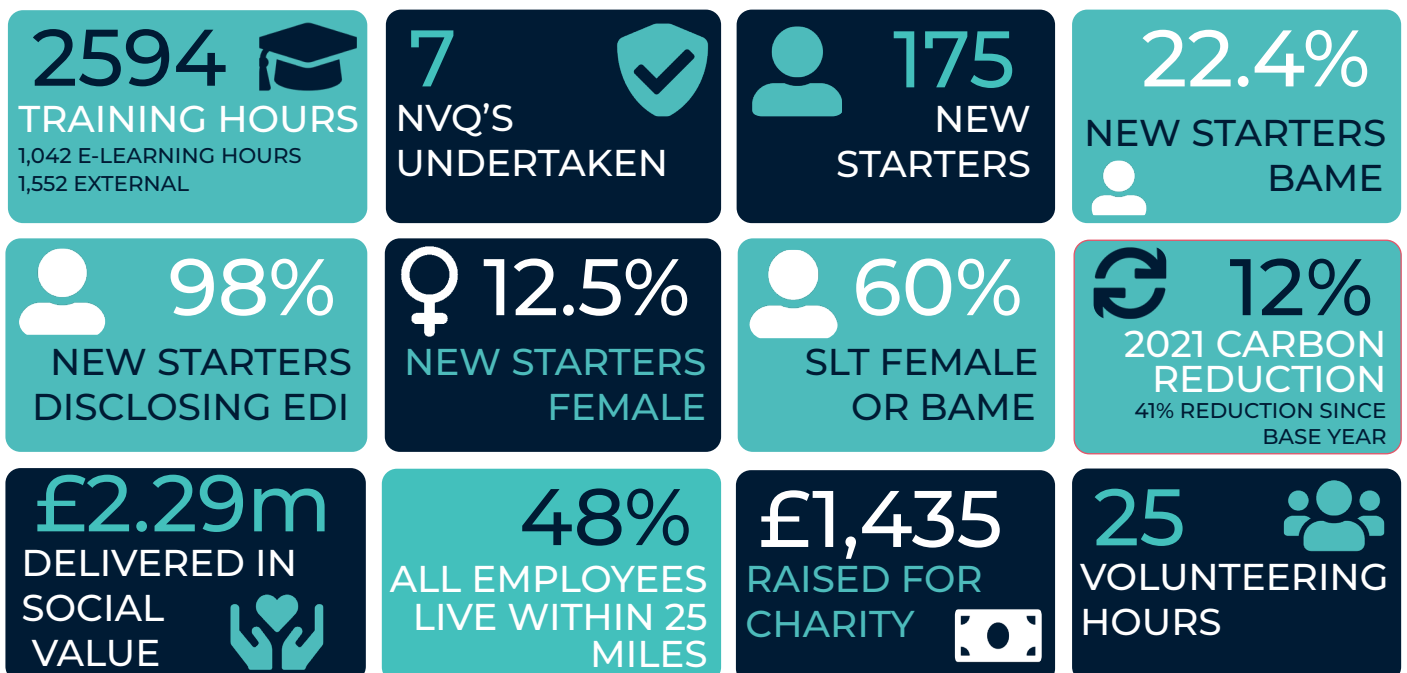 2594
TRAINING HOURS
1,042 E-LEARNING HOURS
1,552 EXTERNAL
7
NVQ'S
UNDERTAKEN
175
NEW
STARTERS
22.4%
NEW STARTERS
BAME
98%
NEW STARTERS
DISCLOSING EDI
12.5%
NEW STARTERS
FEMALE
60%
SLT FEMALE
OR BAME
12%
2021 CARBON
REDUCTION
41% REDUCTION SINCE
BASE YEAR
£2.29m
DELIVERED IN
SOCIAL
VALUE
48%
ALL EMPLOYEES
LIVE WITHIN 25
MILES
£1,435
RAISED FOR
CHARITY
25
VOLUNTEERING
HOURS